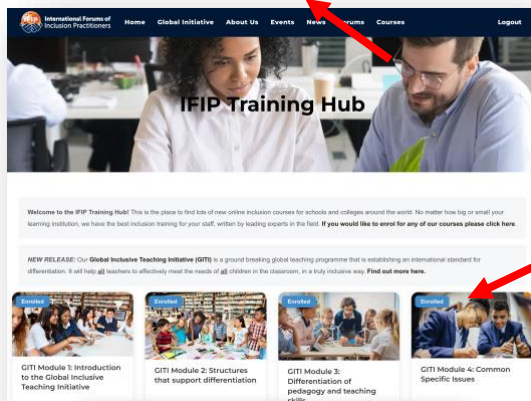 International Forums of
Inclusion Practitioners
IFIP
Home Global Initiative About Us Events News Forums Courses Logout
IFIP Training Hub
Welcome to the IFIP Training Hub! This is the place to find lots of new online inclusion courses for schools and colleges around the world. No matter how big or small your
learning institution, we have the best inclusion training for your staff, written by leading experts in the field. If you would like to enrol for any of our courses please click here.
NEW RELEASE: Our Global Inclusive Teaching Initiative (GITI) is a ground breaking global teaching programme that is establishing an international standard for
differentiation. It will help all teachers to effectively meet the needs of all children in the classroom, in a truly inclusive way. Find out more here.
Enrolled
Enrolled
Enrolled
Enrolled
GITI Module 1: Introduction
to the Global Inclusive
Teaching Initiative
GITI Module 2: Structures
that support differentiation
GITI Module 3:
Differentiation of
pedagogy and teaching
skills
GITI Module 4: Common
Specific Issues